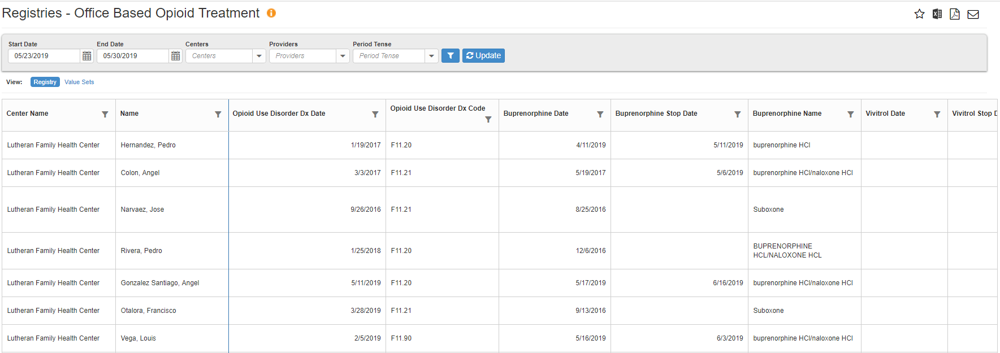 Registries - Office Based Opioid Treatment
Start Date End Date Centers Providers Period Tense
05/23/2019 05/30/2019 Centers Providers Period Tense Update
View: Registry Value Sets
Center Name Name Opioid Use Disorder Dx Date Opioid Use Disorder Dx Code Buprenorphine Date Buprenorphine Stop Date Buprenorphine Name Vivitrol Date Vivitrol Stop D
Lutheran Family Health Center Hernandez, Pedro 1/19/2017 F11.20 4/11/2019 5/11/2019 buprenorphine HCl
Lutheran Family Health Center Colon, Angel 3/3/2017 F11.21 5/19/2017 5/6/2019 buprenorphine HCl/naloxone HCl
Lutheran Family Health Center Narvaez, Jose 9/26/2016 F11.21 8/25/2016 Suboxone
Lutheran Family Health Center Rivera, Pedro 1/25/2018 F11.20 12/6/2016 BUPRENORPHINE
HCL/NALOXONE HCL
Lutheran Family Health Center Gonzalez Santiago, Angel 5/11/2019 F11.20 5/17/2019 6/16/2019 buprenorphine HCl/naloxone HCl
Lutheran Family Health Center Otalora, Francisco 3/28/2019 F11.21 9/13/2016 Suboxone
Lutheran Family Health Center Vega, Louis 2/5/2019 F11.90 5/16/2019 6/3/2019 buprenorphine HCl/naloxone HCl